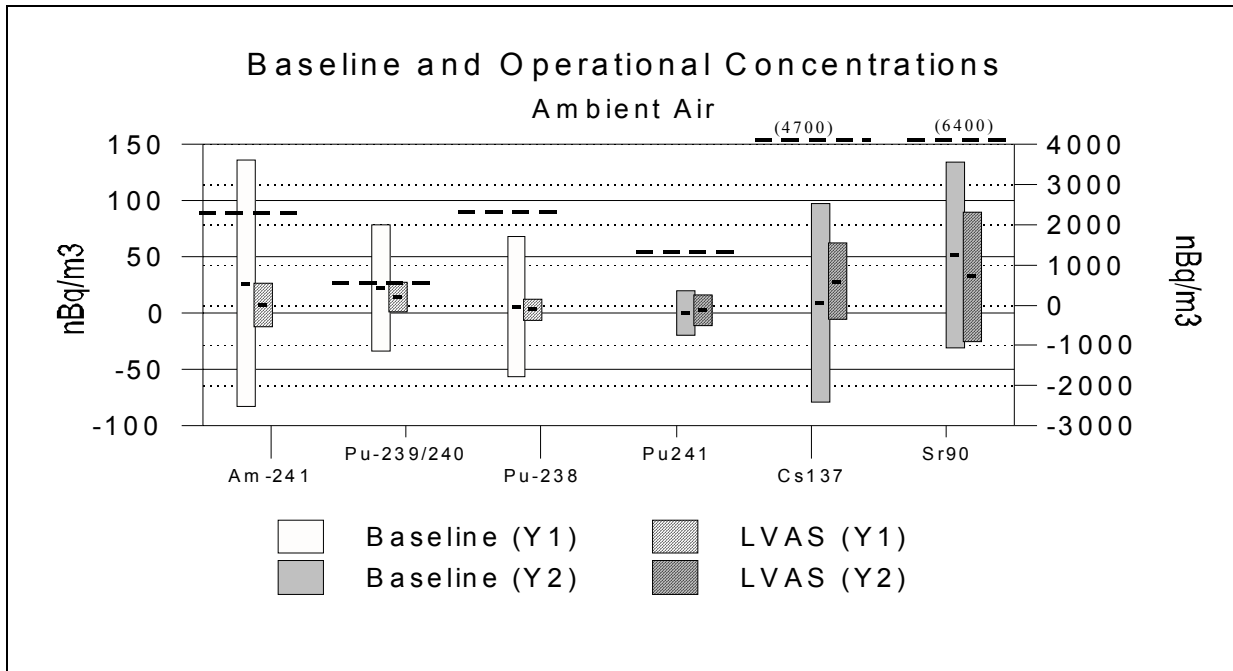 Baseline and Operational Concentrations
Ambient Air
(4700)
(6400)
150
100
50
0
-50
-100
nBq/m3
4000
3000
2000
1000
0
-1000
-2000
-3000
nBq/m3
Am-241
Pu-239/240
Pu-238
Pu241
Cs137
Sr90
Baseline (Y1)
LVAS (Y1)
Baseline (Y2)
LVAS (Y2)